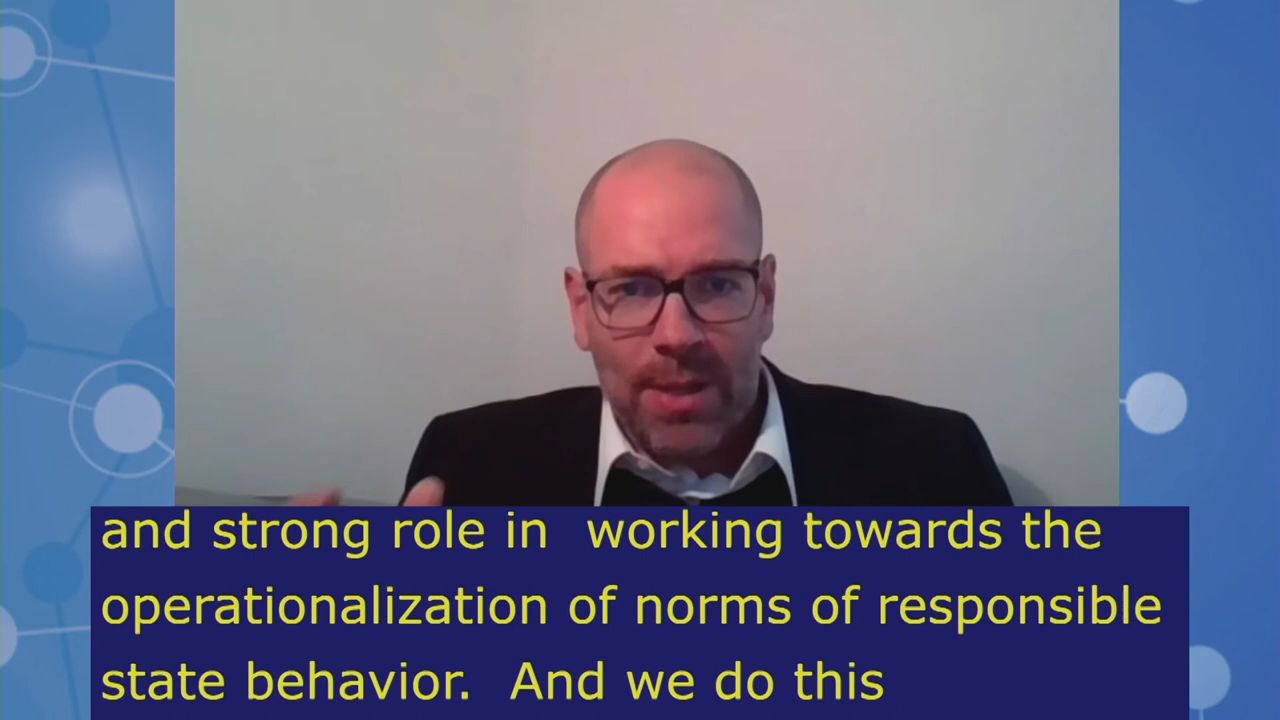 and strong role in  working towards the
operationalization of norms of responsible
state behavior.  And we do this